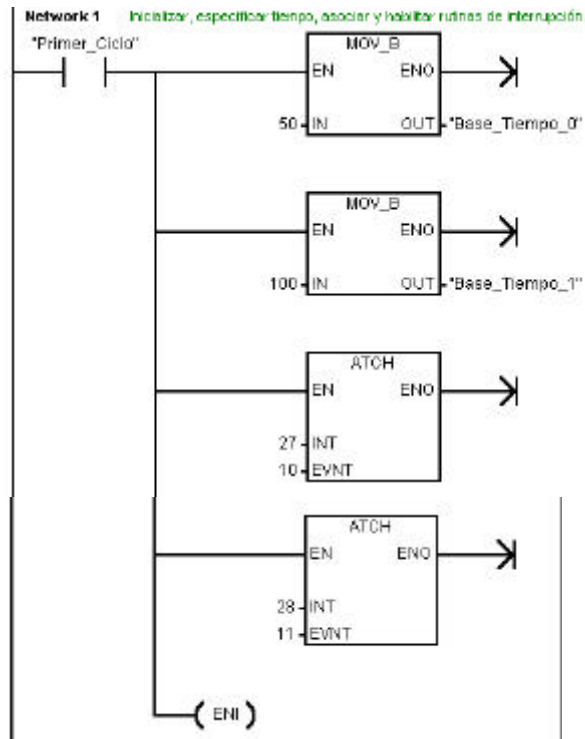 Network 1 Inicializar, especificar tiempo, asociar y habilitar rutinas de interrupción
"Primer_Ciclo"
MOV_B
EN ENO
50 IN OUT "Base_Tiempo_0"
MOV_B
EN ENO
100 IN OUT "Base_Tiempo_1"
ATCH
EN ENO
27 INT
10 EVNT
ATCH
EN ENO
28 INT
11 EVNT
( ENI )